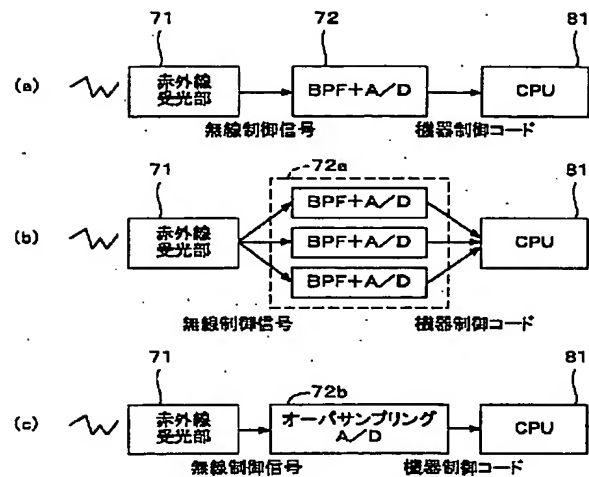 71
72
81
(a)
赤外線
受光部
BPF+A/D
CPU
無線制御信号
機器制御コード
71
72a
81
(b)
赤外線
受光部
BPF+A/D
BPF+A/D
BPF+A/D
CPU
無線制御信号
機器制御コード
71
72b
81
(c)
赤外線
受光部
オーバサンプリング
A/D
CPU
無線制御信号
機器制御コード